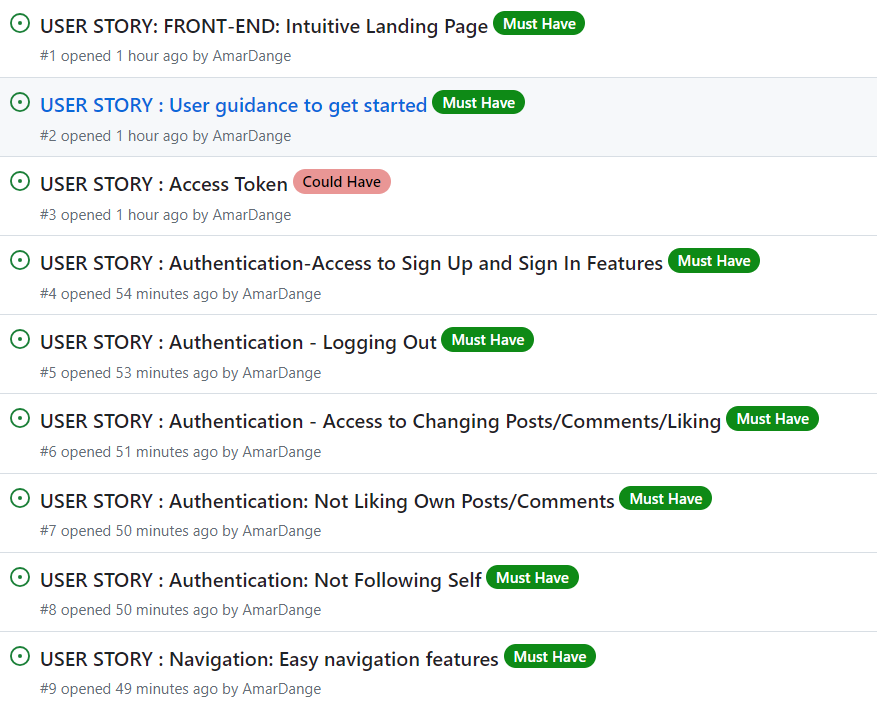 USER STORY: FRONT-END: Intuitive Landing Page Must Have
#1 opened 1 hour ago by AmarDange
USER STORY : User guidance to get started Must Have
#2 opened 1 hour ago by AmarDange
USER STORY : Access Token Could Have
#3 opened 1 hour ago by AmarDange
USER STORY : Authentication-Access to Sign Up and Sign In Features Must Have
#4 opened 54 minutes ago by AmarDange
USER STORY : Authentication - Logging Out Must Have
#5 opened 53 minutes ago by AmarDange
USER STORY : Authentication - Access to Changing Posts/Comments/Liking Must Have
#6 opened 51 minutes ago by AmarDange
USER STORY : Authentication: Not Liking Own Posts/Comments Must Have
#7 opened 50 minutes ago by AmarDange
USER STORY : Authentication: Not Following Self Must Have
#8 opened 50 minutes ago by AmarDange
USER STORY : Navigation: Easy navigation features Must Have
#9 opened 49 minutes ago by AmarDange